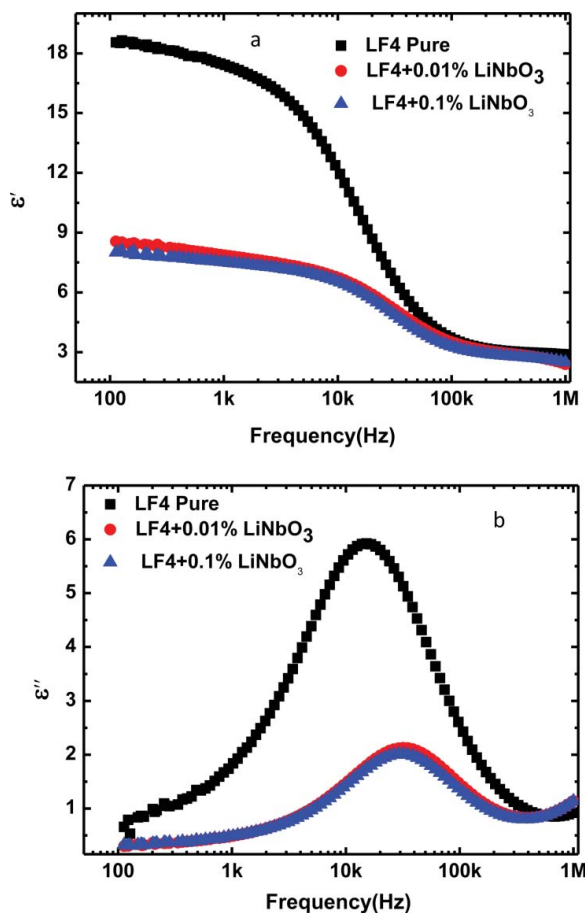 a
LF4 Pure
LF4+0.01% LiNbO3
LF4+0.1% LiNbO3
18
15
12
9
6
3
ε'
100 1k 10k 100k 1M
Frequency(Hz)
b
LF4 Pure
LF4+0.01% LiNbO3
LF4+0.1% LiNbO3
7
6
5
4
3
2
1
ε''
100 1k 10k 100k 1M
Frequency(Hz)